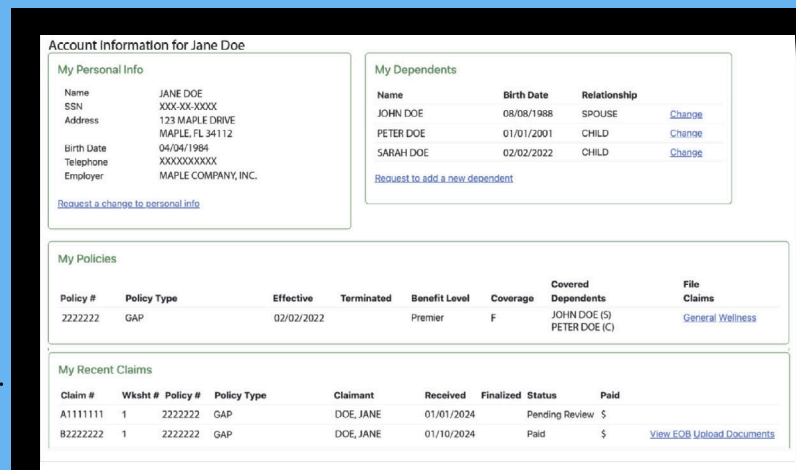 Account Information for Jane Doe
My Personal Info
Name JANE DOE
SSN XXX-XX-XXXX
Address 123 MAPLE DRIVE
MAPLE, FL 34112
Birth Date 04/04/1984
Telephone XXXXXXXXXX
Employer MAPLE COMPANY, INC.
Request a change to personal info
My Dependents
Name Birth Date Relationship
JOHN DOE 08/08/1988 SPOUSE Change
PETER DOE 01/01/2001 CHILD Change
SARAH DOE 02/02/2022 CHILD Change
Request to add a new dependent
My Policies
Policy # Policy Type Effective Terminated Benefit Level Coverage Covered Dependents File Claims
2222222 GAP 02/02/2022 Premier F JOHN DOE (S) General Wellness
PETER DOE (C)
My Recent Claims
Claim # Wksht # Policy # Policy Type Claimant Received Finalized Status Paid
A1111111 1 2222222 GAP DOE, JANE 01/01/2024 Pending Review $
B2222222 1 2222222 GAP DOE, JANE 01/10/2024 Paid $ View EOB Upload Documents